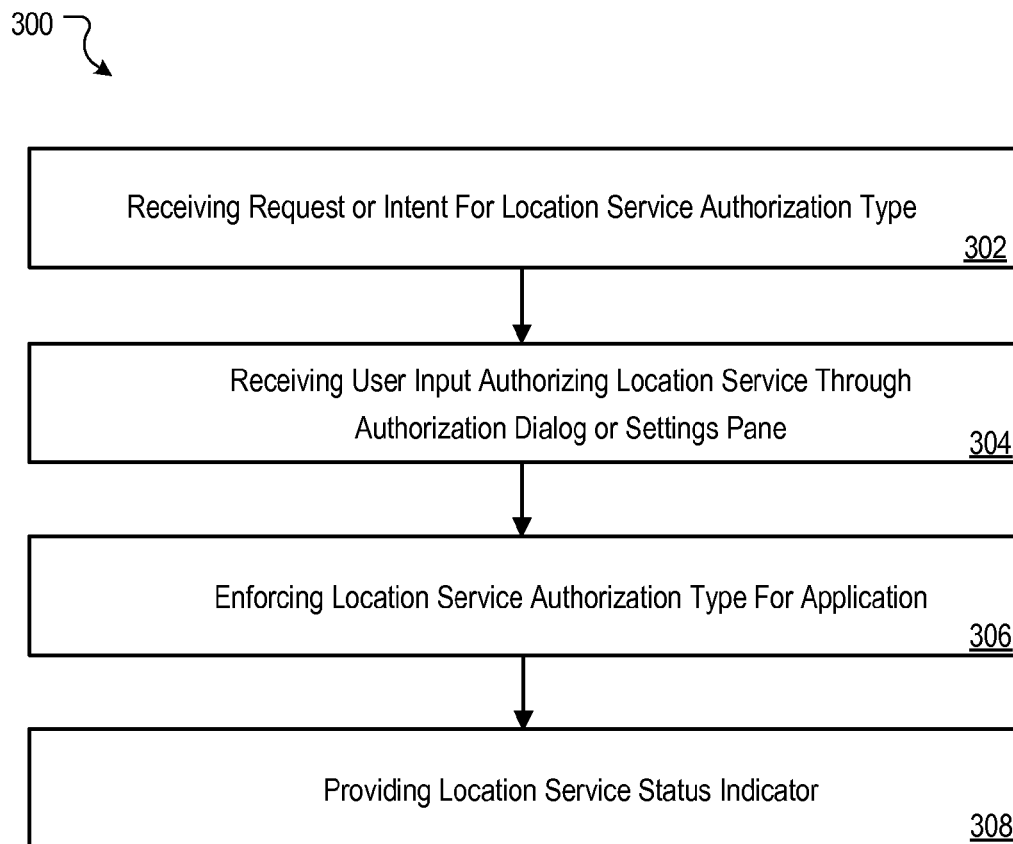 300
Receiving Request or Intent For Location Service Authorization Type
302
Receiving User Input Authorizing Location Service Through
Authorization Dialog or Settings Pane
304
Enforcing Location Service Authorization Type For Application
306
Providing Location Service Status Indicator
308